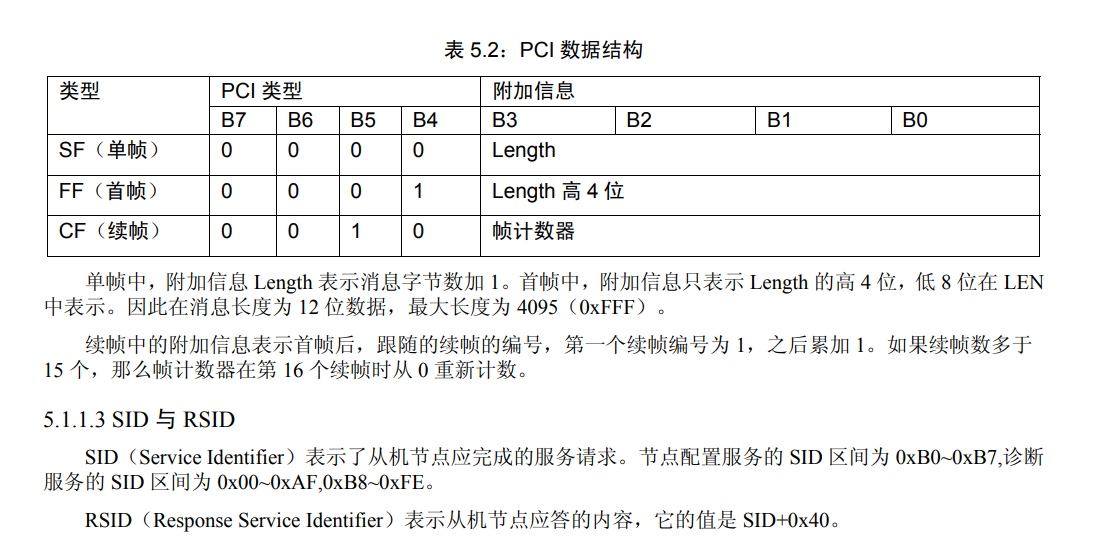 表 5.2：PCI 数据结构
类型 PCI 类型 附加信息
B7 B6 B5 B4 B3 B2 B1 B0
SF（单帧） 0 0 0 0 Length
FF（首帧） 0 0 0 1 Length 高 4 位
CF（续帧） 0 0 1 0 帧计数器
单帧中，附加信息 Length 表示消息字节数加 1。首帧中，附加信息只表示 Length 的高 4 位，低 8 位在 LEN
中表示。因此在消息长度为 12 位数据，最大长度为 4095（0xFFF）。
续帧中的附加信息表示首帧后，跟随的续帧的编号，第一个续帧编号为 1，之后累加 1。如果续帧数多于
15 个，那么帧计数器在第 16 个续帧时从 0 重新计数。
5.1.1.3 SID 与 RSID
SID（Service Identifier）表示了从机节点应完成的服务请求。节点配置服务的 SID 区间为 0xB0~0xB7,诊断
服务的 SID 区间为 0x00~0xAF,0xB8~0xFE。
RSID（Response Service Identifier）表示从机节点应答的内容，它的值是 SID+0x40。